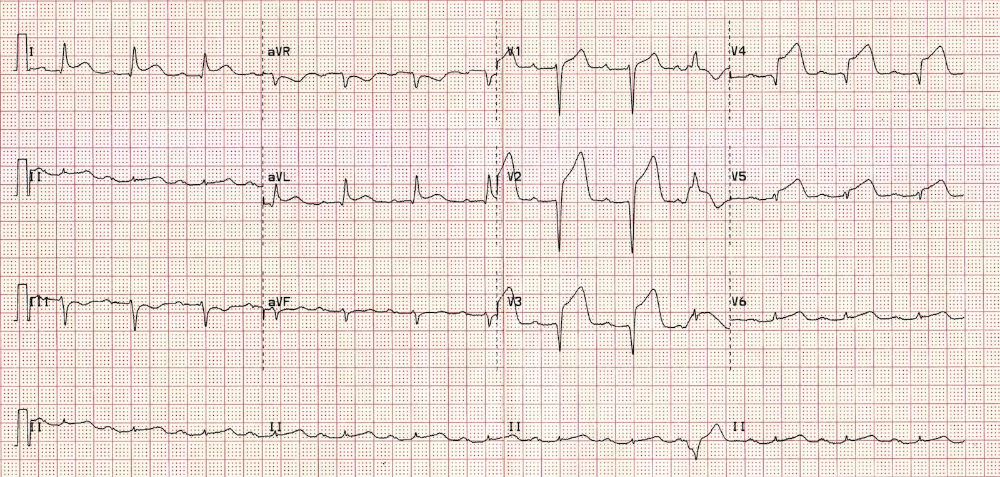 I aVR V1 V4
II aVL V2 V5
III aVF V3 V6
II II II II